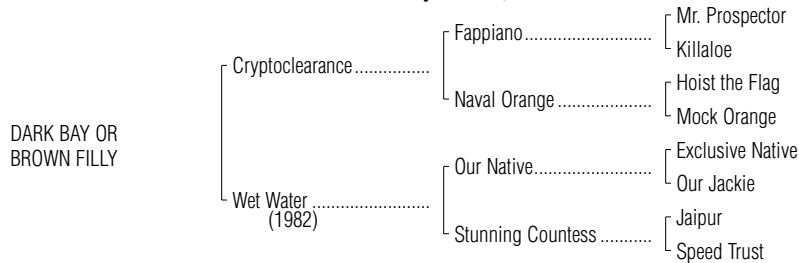 Mr. Prospector
Fappiano
Killaloe
Cryptoclearance
Hoist the Flag
Naval Orange
Mock Orange
DARK BAY OR
BROWN FILLY
Exclusive Native
Our Native
Our Jackie
Wet Water
(1982)
Jaipur
Stunning Countess
Speed Trust